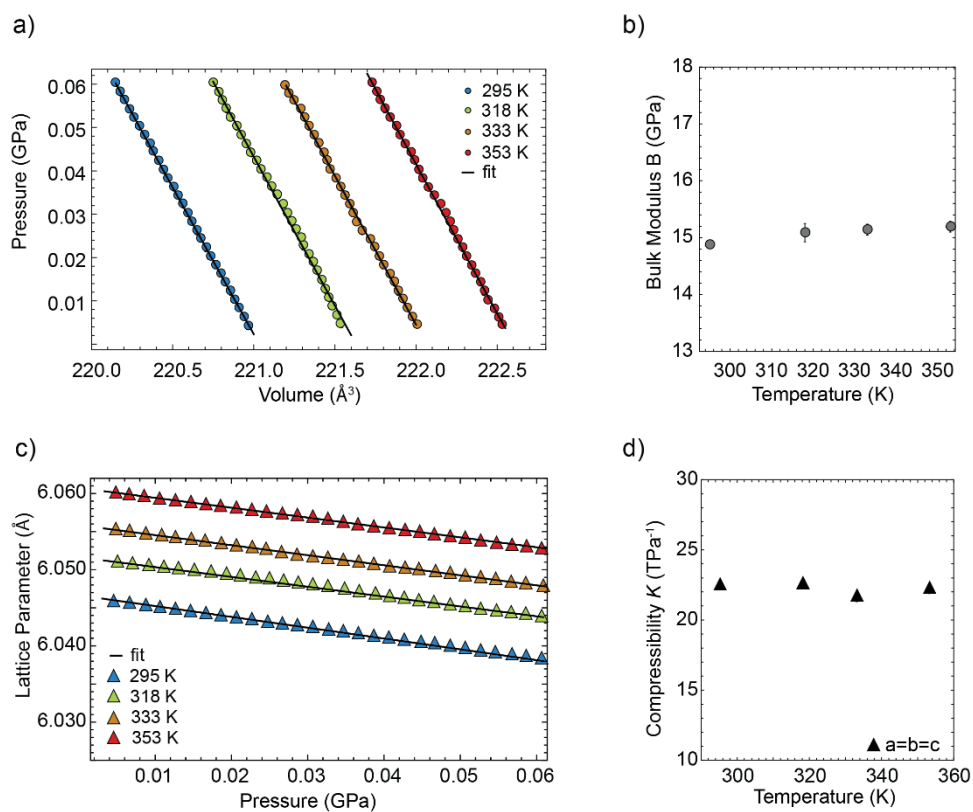 a)
Pressure (GPa)
0.06
0.05
0.04
0.03
0.02
0.01
220.0 220.5 221.0 221.5 222.0 222.5
Volume (Å³)
295 K
318 K
333 K
353 K
fit
b)
Bulk Modulus B (GPa)
18
17
16
15
14
13
300 310 320 330 340 350
Temperature (K)
c)
Lattice Parameter (Å)
6.060
6.050
6.040
6.030
fit
295 K
318 K
333 K
353 K
0.01 0.02 0.03 0.04 0.05 0.06
Pressure (GPa)
d)
Compressibility K (TPa⁻¹)
30
26
22
20
15
10
a=b=c
300 320 340 360
Temperature (K)